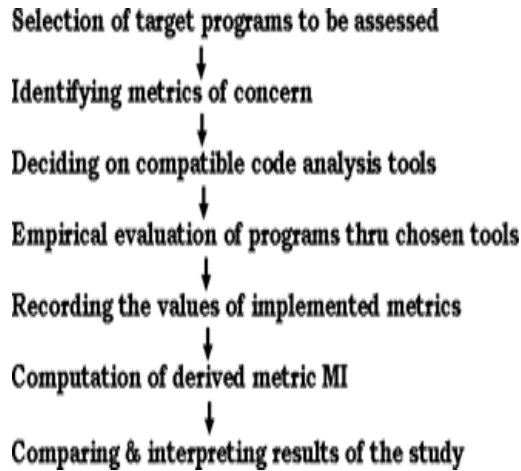 Selection of target programs to be assessed
Identifying metrics of concern
Deciding on compatible code analysis tools
Empirical evaluation of programs thru chosen tools
Recording the values of implemented metrics
Computation of derived metric MI
Comparing & interpreting results of the study